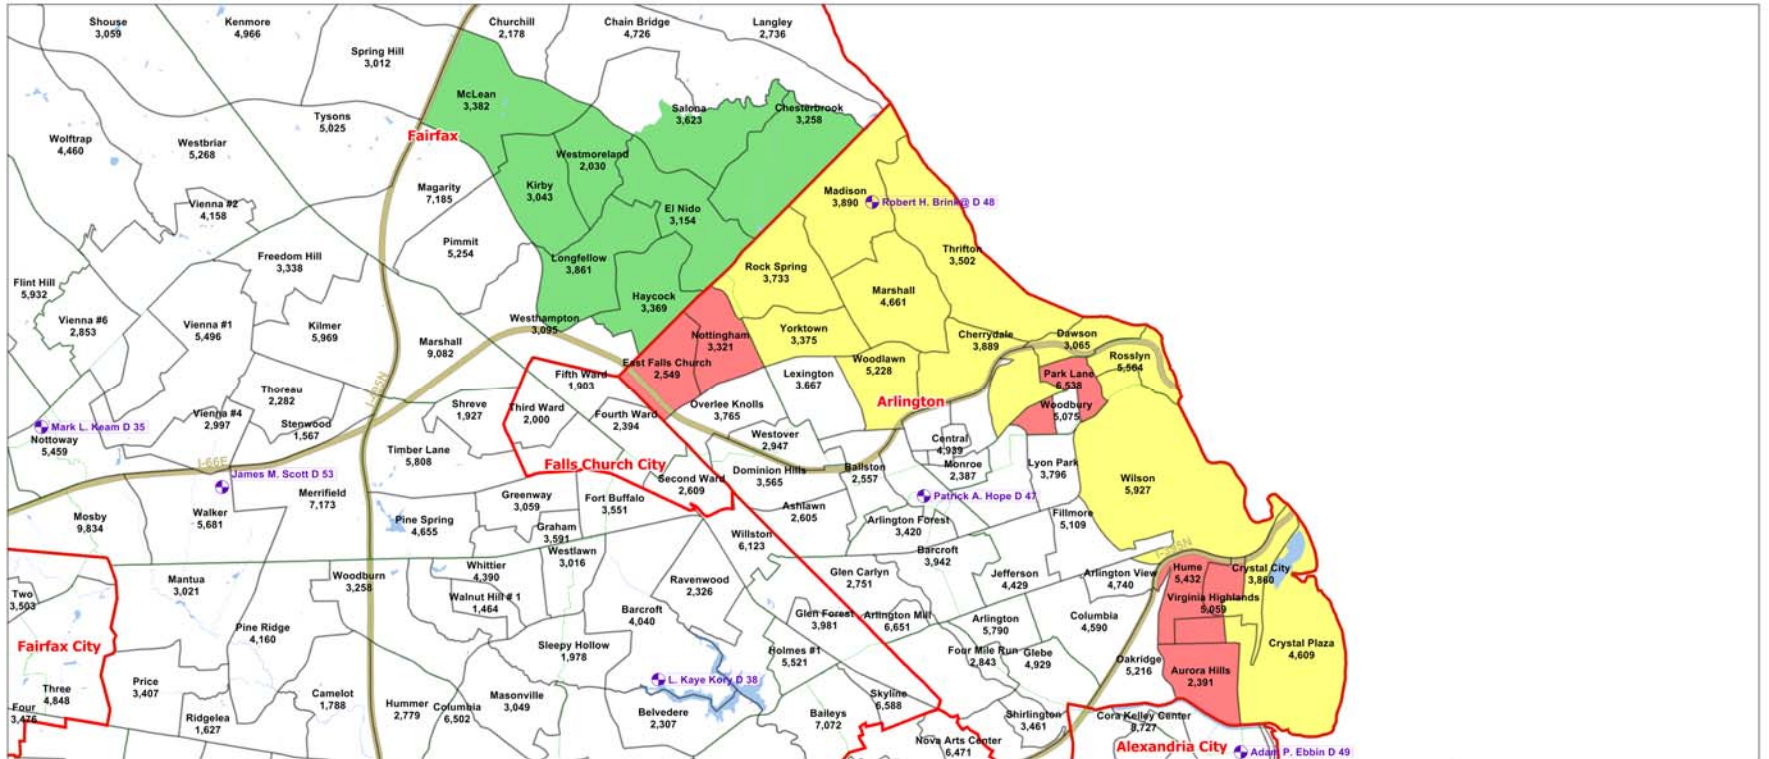 Shouse
3,059
Kenmore
4,966
Spring Hill
3,012
Churchill
2,178
Chain Bridge
4,726
Langley
2,736
McLean
3,382
Salona
3,623
Chesterbrook
3,258
Tysons
5,025
Fairfax
Wolftrap
4,460
Westbriar
5,268
Westmoreland
2,030
Kirby
3,043
Magarity
7,185
Vienna #2
4,158
El Nido
3,154
Madison
3,890
Robert H. Brink@ D 48
Pimmit
5,254
Freedom Hill
3,338
Longfellow
3,861
Rock Spring
3,733
Thrifton
3,502
Flint Hill
5,932
Haycock
3,369
Marshall
4,661
Vienna #6
2,853
Vienna #1
5,496
Kilmer
5,969
Westhampton
3,095
Marshall
9,082
Nottingham
3,321
Yorktown
3,375
Cherrydale
3,889
Dawson
3,065
Rosslyn
5,564
East Falls Church
2,549
Woodlawn
5,228
Fifth Ward
1,903
Lexington
3,667
Park Lane
6,538
Arlington
Thoreau
2,282
I-495N
Vienna #4
2,997
Stenwood
1,567
Shreve
1,927
Third Ward
2,000
Fourth Ward
2,394
Overlee Knolls
3,765
Woodbury
5,075
Mark L. Keam D 35
Nottoway
5,459
Westover
2,947
Central
4,939
Timber Lane
5,808
I-66E
Falls Church City
James M. Scott D 53
Dominion Hills
3,565
Ballston
2,557
Monroe
2,387
Lyon Park
3,796
Second Ward
2,609
Wilson
5,927
Merrifield
7,173
Greenway
3,059
Fort Buffalo
3,551
Patrick A. Hope D 47
Mosby
9,834
Walker
5,681
Pine Spring
4,655
Graham
3,591
Ashlawn
2,605
Arlington Forest
3,420
Fillmore
5,109
Willston
6,123
Westlawn
3,016
Barcroft
3,942
I-395N
Whittier
4,390
Woodburn
3,258
Mantua
3,021
Ravenwood
2,326
Glen Carlyn
2,751
Jefferson
4,429
Arlington View
4,740
Hume
5,432
Crystal City
3,860
Two
3,503
Walnut Hill # 1
1,464
Virginia Highlands
5,059
Barcroft
4,040
Glen Forest
3,981
Arlington Mill
6,651
Arlington
5,790
Columbia
4,590
Pine Ridge
4,160
Fairfax City
Sleepy Hollow
1,978
Holmes #1
5,521
Four Mile Run
2,843
Glebe
4,929
Crystal Plaza
4,609
Oakridge
5,216
Aurora Hills
2,391
Three
4,848
Price
3,407
L. Kaye Kory D 38
Camelot
1,788
Masonville
3,049
Skyline
6,588
Four
3,476
Hummer
2,779
Columbia
6,502
Belvedere
2,307
Baileys
7,072
Ridgelea
1,627
Shirlington
3,461
Cora Kelley Center
Nova Arts Center
6,471
Alexandria City
Adam P. Ebbin D 49